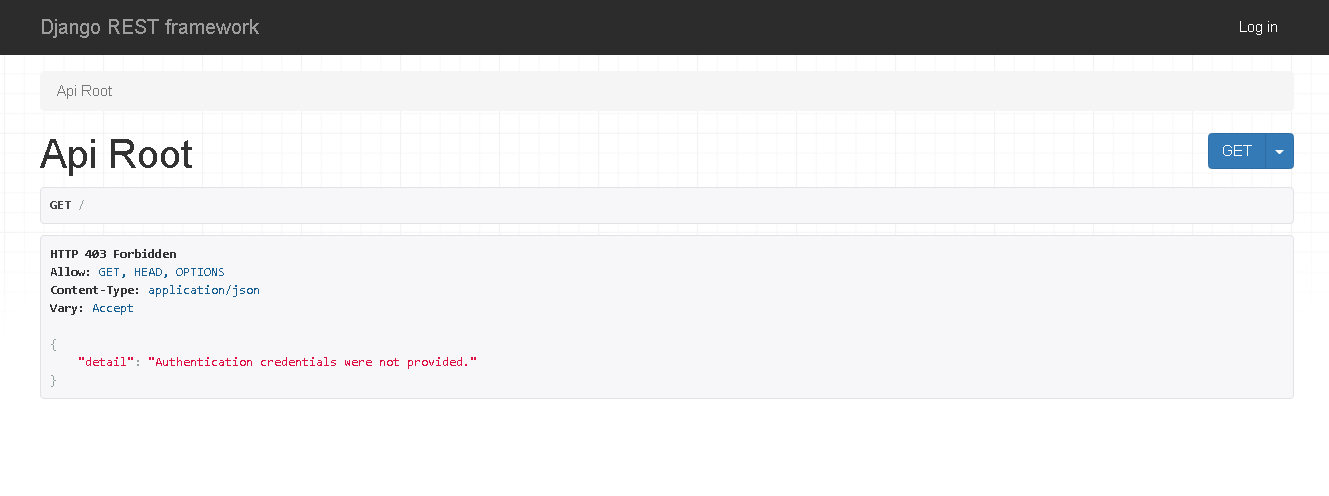 Django REST framework
Log in
Api Root
Api Root
GET
GET /
HTTP 403 Forbidden
Allow: GET, HEAD, OPTIONS
Content-Type: application/json
Vary: Accept
{
    "detail": "Authentication credentials were not provided."
}